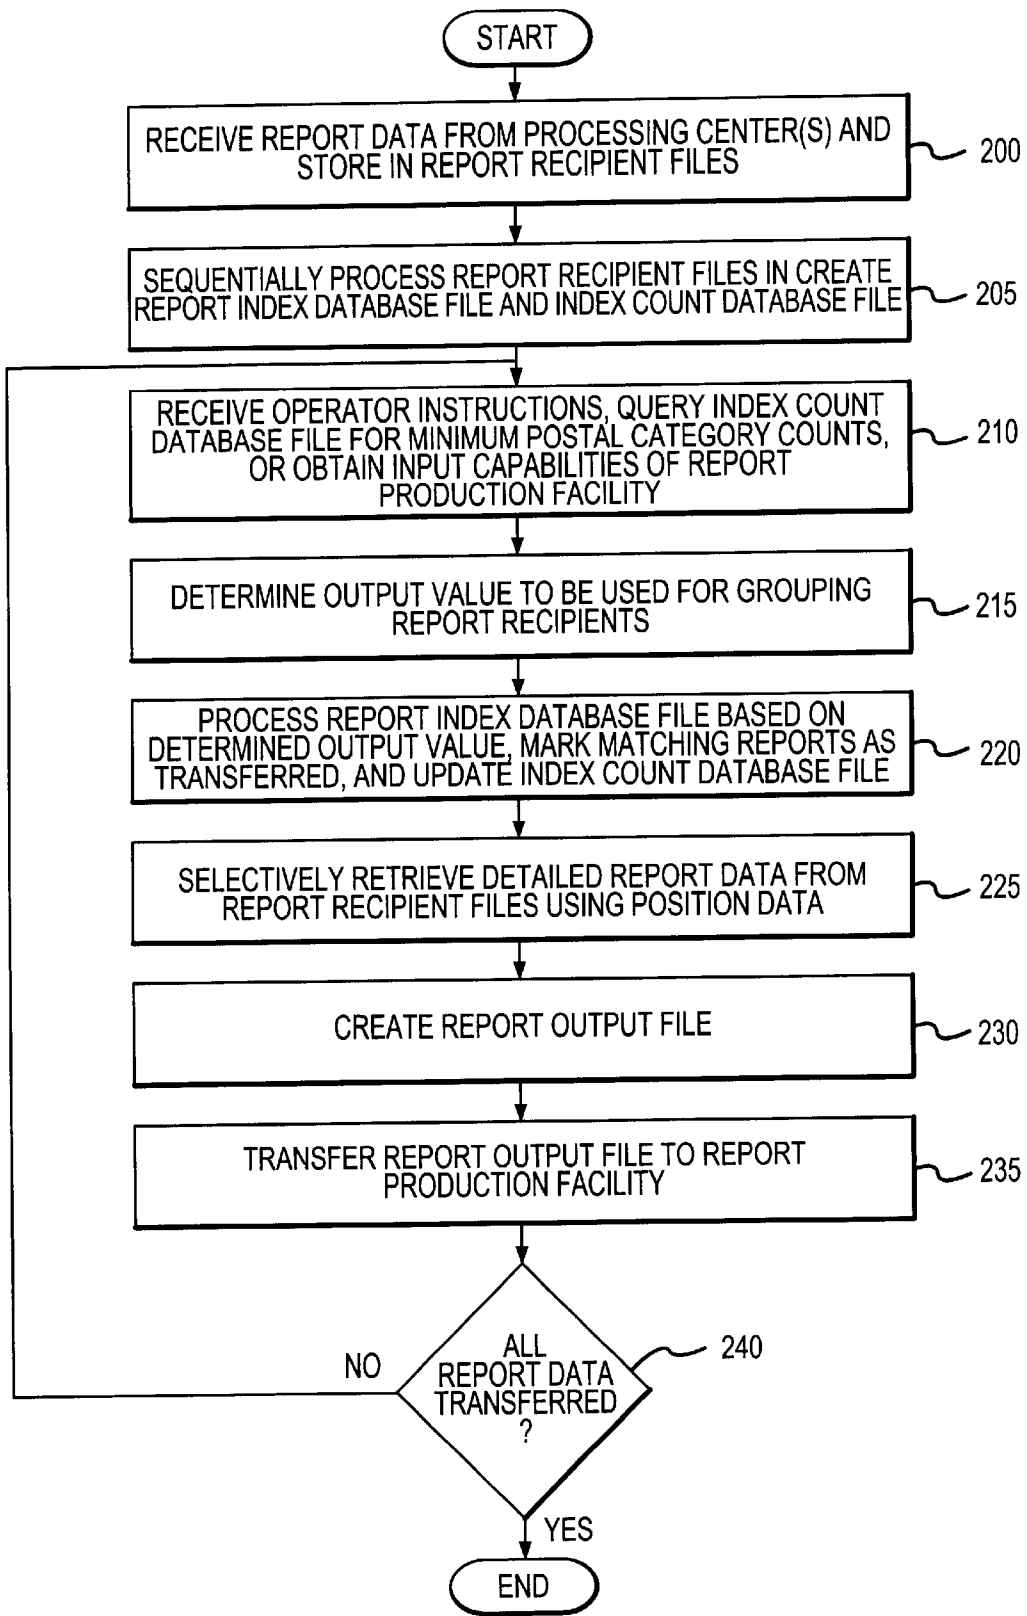 START
RECEIVE REPORT DATA FROM PROCESSING CENTER(S) AND
STORE IN REPORT RECIPIENT FILES
200
SEQUENTIALLY PROCESS REPORT RECIPIENT FILES IN CREATE
REPORT INDEX DATABASE FILE AND INDEX COUNT DATABASE FILE
205
RECEIVE OPERATOR INSTRUCTIONS, QUERY INDEX COUNT
DATABASE FILE FOR MINIMUM POSTAL CATEGORY COUNTS,
OR OBTAIN INPUT CAPABILITIES OF REPORT
PRODUCTION FACILITY
210
DETERMINE OUTPUT VALUE TO BE USED FOR GROUPING
REPORT RECIPIENTS
215
PROCESS REPORT INDEX DATABASE FILE BASED ON
DETERMINED OUTPUT VALUE, MARK MATCHING REPORTS AS
TRANSFERRED, AND UPDATE INDEX COUNT DATABASE FILE
220
SELECTIVELY RETRIEVE DETAILED REPORT DATA FROM
REPORT RECIPIENT FILES USING POSITION DATA
225
CREATE REPORT OUTPUT FILE
230
TRANSFER REPORT OUTPUT FILE TO REPORT
PRODUCTION FACILITY
235
ALL
REPORT DATA
TRANSFERRED
?
240
NO
YES
END